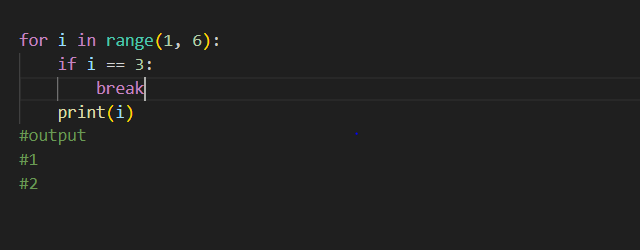 for i in range(1, 6):
    if i == 3:
        break
    print(i)
#output
#1
#2